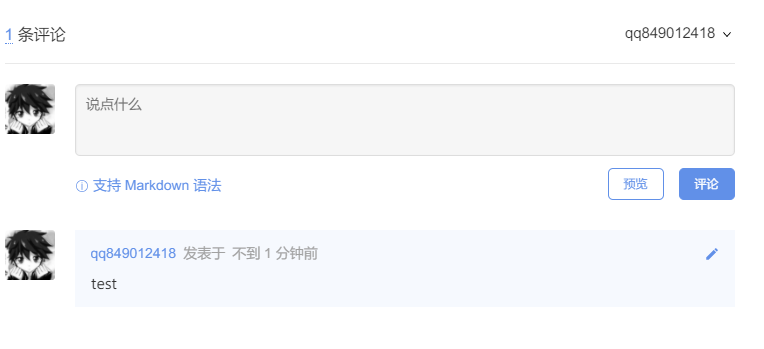 1 条评论
qq849012418
说点什么
支持 Markdown 语法
预览
评论
qq849012418 发表于 不到 1 分钟前
test